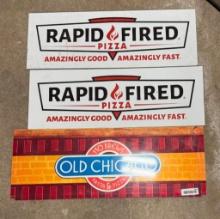 RAPID FIRED
PIZZA
AMAZINGLY GOOD AMAZINGLY FAST.
RAPID FIRED
PIZZA
AMAZINGLY GOOD AMAZINGLY FAST.
OLD CHICAGO